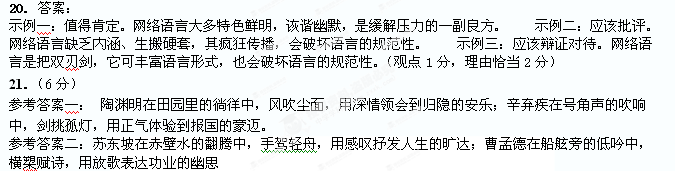 20. 答案：
示例一：值得肯定。网络语言大多特色鲜明，诙谐幽默，是缓解压力的一副良方。 示例二：应该批评。
网络语言缺乏内涵、生搬硬套，其疯狂传播，会破坏语言的规范性。 示例三：应该辩证对待。网络语
言是把双刃剑，它可丰富语言形式，也会破坏语言的规范性。（观点 1 分，理由恰当 2 分）
21.（6 分）
参考答案一： 陶渊明在田园里的徜徉中，风吹尘面，用深情领会到归隐的安乐；辛弃疾在号角声的吹响
中，剑挑孤灯，用正气体验到报国的豪迈。
参考答案二：苏东坡在赤壁水的翻腾中，手驾轻舟，用感叹抒发人生的旷达；曹孟德在船舷旁的低吟中，
横槊赋诗，用放歌表达功业的幽思